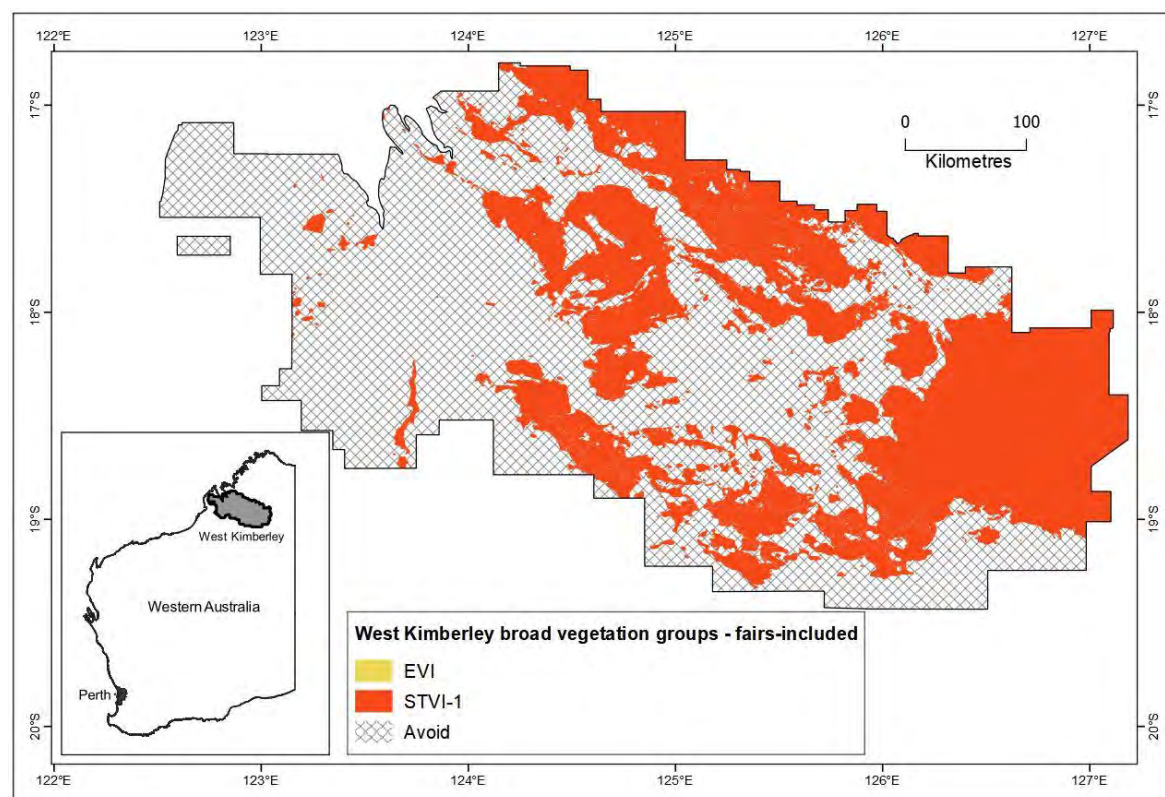 122°E 123°E 124°E 125°E 126°E 127°E
17°S 17°S
0 100
Kilometres
18°S 18°S
19°S 19°S
West Kimberley
Western Australia
Perth
West Kimberley broad vegetation groups - fairs-included
EVI
STVI-1
Avoid
20°S 20°S
122°E 123°E 124°E 125°E 126°E 127°E